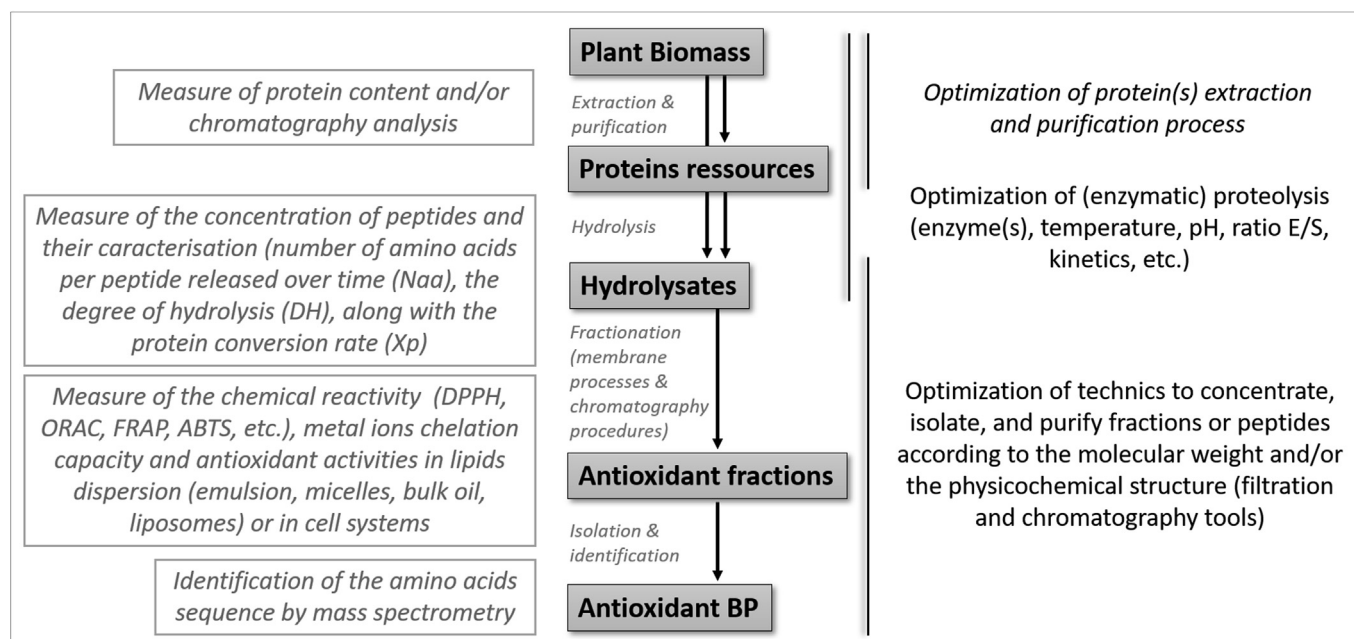 Plant Biomass
Measure of protein content and/or
chromatography analysis
Extraction &
purification
Optimization of protein(s) extraction
and purification process
Proteins ressources
Measure of the concentration of peptides and
their caracterisation (number of amino acids
per peptide released over time (Naa), the
degree of hydrolysis (DH), along with the
protein conversion rate (Xp)
Hydrolysis
Optimization of (enzymatic) proteolysis
(enzyme(s), temperature, pH, ratio E/S,
kinetics, etc.)
Hydrolysates
Fractionation
(membrane
processes &
chromatography
procedures)
Measure of the chemical reactivity (DPPH,
ORAC, FRAP, ABTS, etc.), metal ions chelation
capacity and antioxidant activities in lipids
dispersion (emulsion, micelles, bulk oil,
liposomes) or in cell systems
Optimization of technics to concentrate,
isolate, and purify fractions or peptides
according to the molecular weight and/or
the physicochemical structure (filtration
and chromatography tools)
Antioxidant fractions
Isolation &
identification
Identification of the amino acids
sequence by mass spectrometry
Antioxidant BP